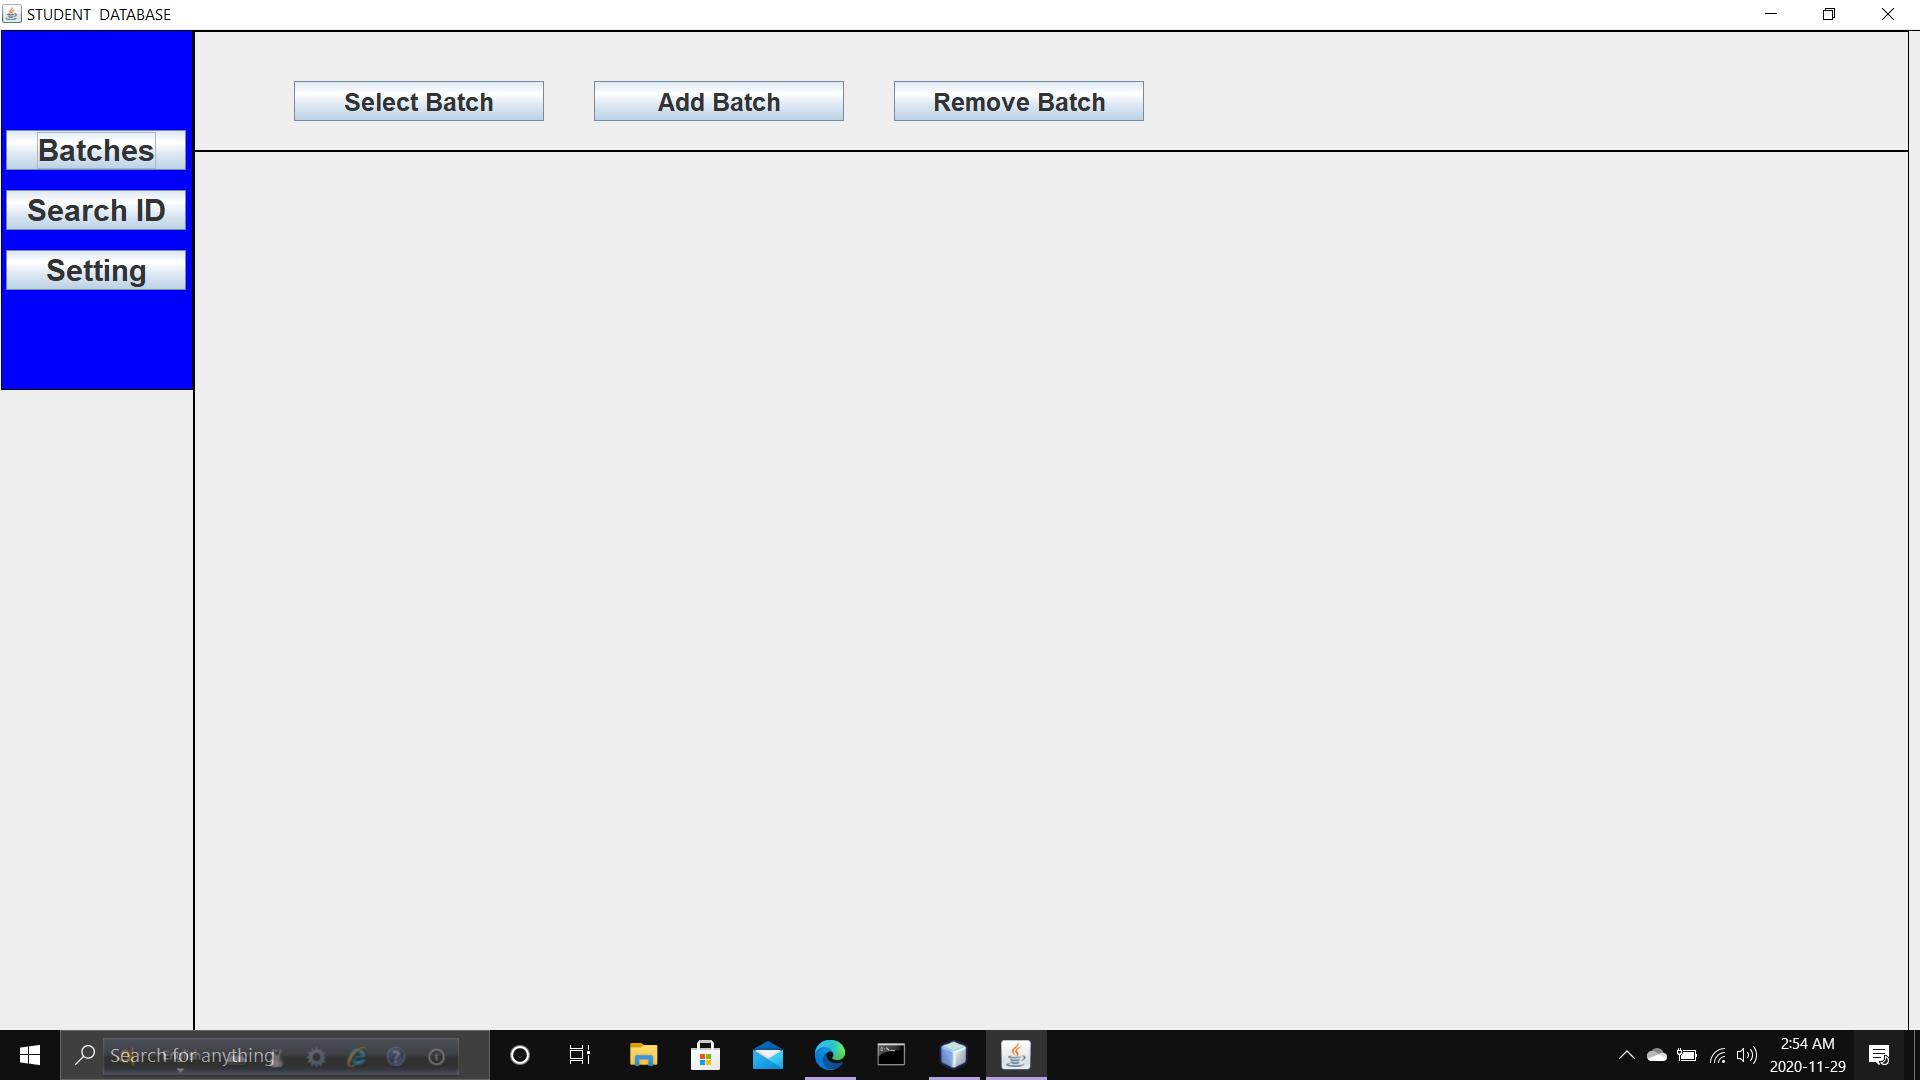 STUDENT  DATABASE
Select Batch
Add Batch
Remove Batch
Batches
Search ID
Setting
Search for anything
2:54 AM
2020-11-29